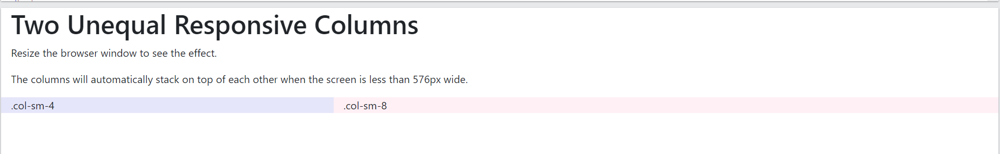 Two Unequal Responsive Columns
Resize the browser window to see the effect.
The columns will automatically stack on top of each other when the screen is less than 576px wide.
.col-sm-4
.col-sm-8